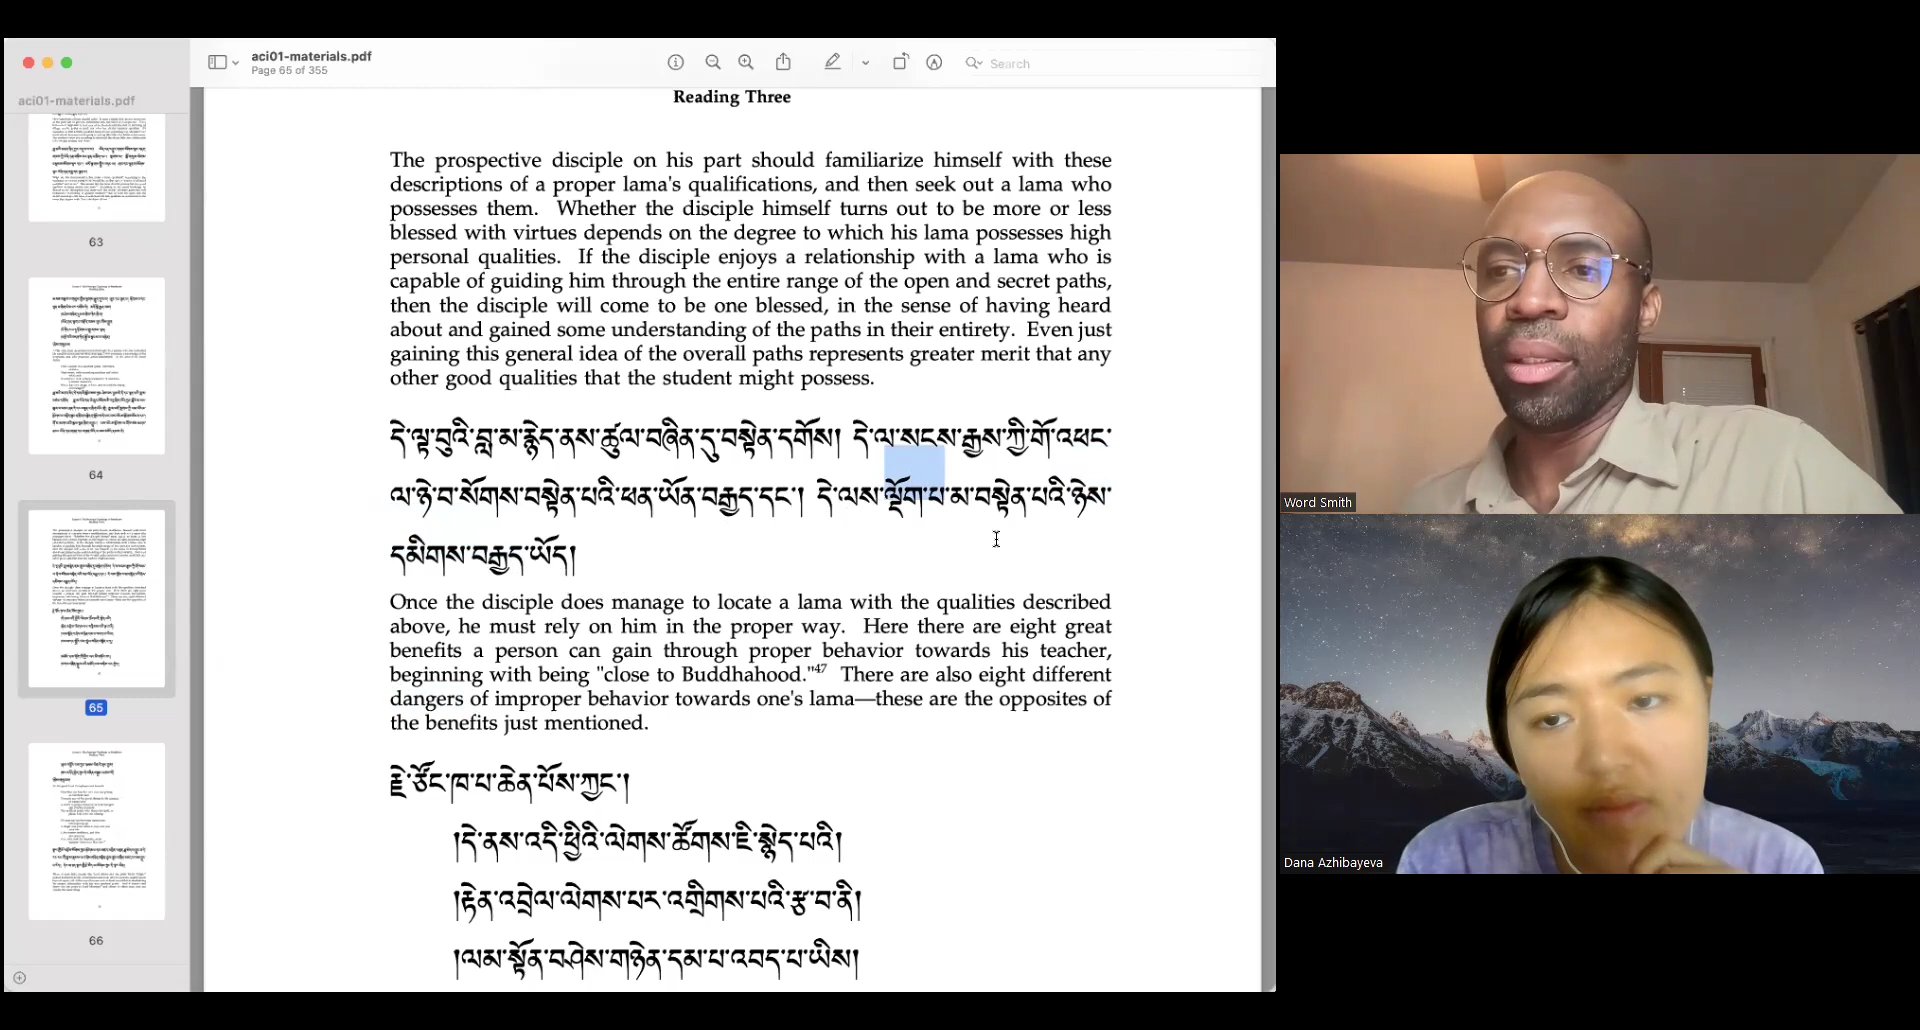 aci01-materials.pdf
Page 65 of 355
Search
aci01-materials.pdf
63
64
65
66
Reading Three
The prospective disciple on his part should familiarize himself with these
descriptions of a proper lama's qualifications, and then seek out a lama who
possesses them. Whether the disciple himself turns out to be more or less
blessed with virtues depends on the degree to which his lama possesses high
personal qualities. If the disciple enjoys a relationship with a lama who is
capable of guiding him through the entire range of the open and secret paths,
then the disciple will come to be one blessed, in the sense of having heard
about and gained some understanding of the paths in their entirety. Even just
gaining this general idea of the overall paths represents greater merit that any
other good qualities that the student might possess.
དེ་ལྟ་བུའི་བླ་མ་རྙེད་ནས་ཚུལ་བཞིན་དུ་བསྟེན་དགོས། དེ་ལ་སངས་རྒྱས་ཀྱི་གོ་འཕང་
ལ་ཉེ་བ་སོགས་བསྟེན་པའི་ཕན་ཡོན་བརྒྱད་དང་། དེ་ལས་ལྡོག་པ་མ་བསྟེན་པའི་ཉེས་
དམིགས་བརྒྱད་ཡོད།
Once the disciple does manage to locate a lama with the qualities described
above, he must rely on him in the proper way. Here there are eight great
benefits a person can gain through proper behavior towards his teacher,
beginning with being "close to Buddhahood."47 There are also eight different
dangers of improper behavior towards one's lama—these are the opposites of
the benefits just mentioned.
རྗེ་ཙོང་ཁ་པ་ཆེན་པོས་ཀྱང་།
།དེ་ནས་འདི་ཕྱིའི་ལེགས་ཚོགས་ཇི་སྙེད་པའི།
།རྟེན་འབྲེལ་ལེགས་པར་འགྲིགས་པའི་རྩ་བ་ནི།
།ལམ་སྟོན་བཤེས་གཉེན་དམ་པ་འབད་པ་ཡིས།
Word Smith
Dana Azhibayeva